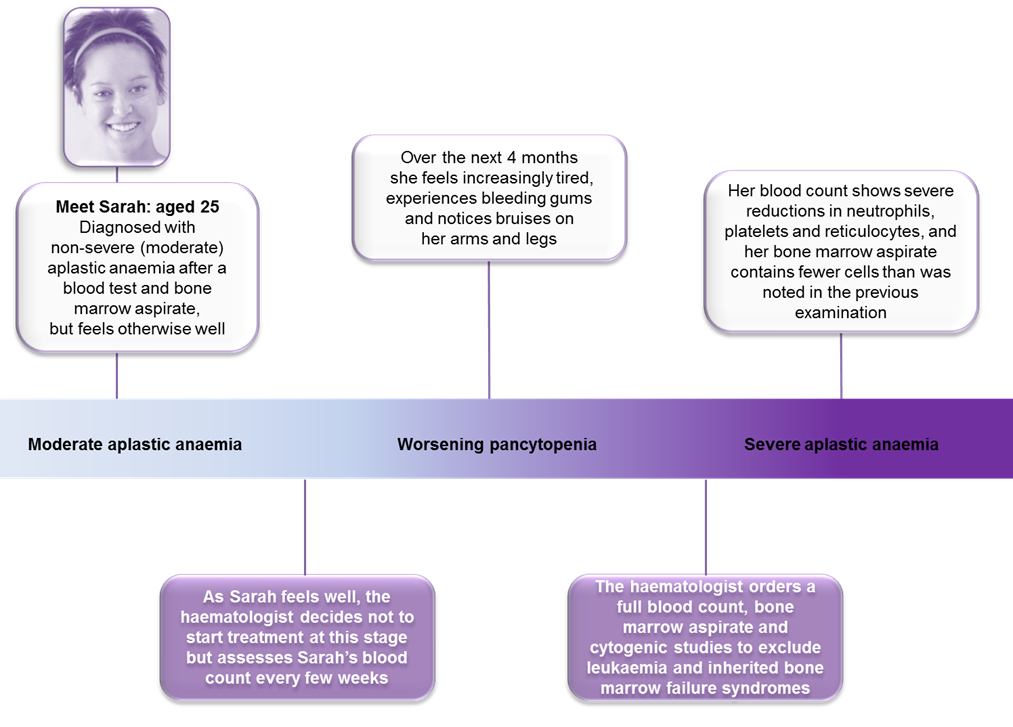 Meet Sarah: aged 25
Diagnosed with
non-severe (moderate)
aplastic anaemia after a
blood test and bone
marrow aspirate,
but feels otherwise well
Over the next 4 months
she feels increasingly tired,
experiences bleeding gums
and notices bruises on
her arms and legs
Her blood count shows severe
reductions in neutrophils,
platelets and reticulocytes, and
her bone marrow aspirate
contains fewer cells than was
noted in the previous
examination
Moderate aplastic anaemia
Worsening pancytopenia
Severe aplastic anaemia
As Sarah feels well, the
haematologist decides not to
start treatment at this stage
but assesses Sarah's blood
count every few weeks
The haematologist orders a
full blood count, bone
marrow aspirate and
cytogenic studies to exclude
leukaemia and inherited bone
marrow failure syndromes